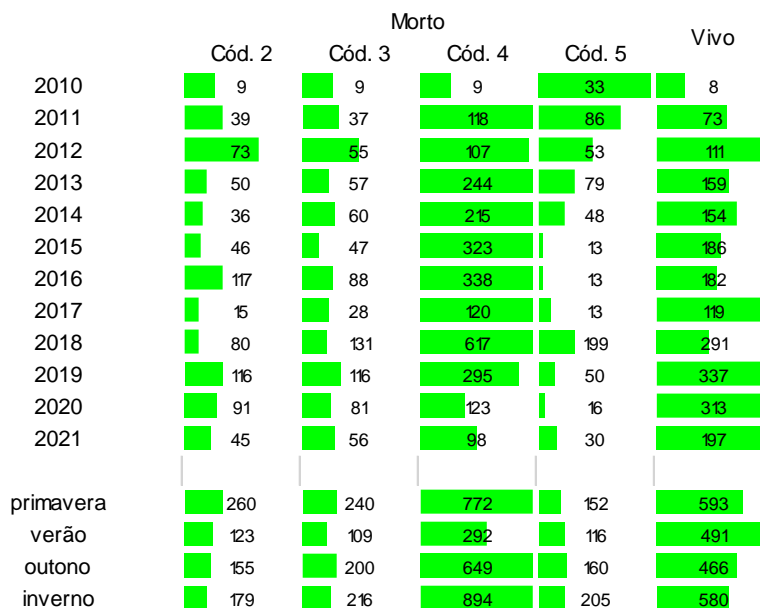 Morto
Vivo
Cód. 2 Cód. 3 Cód. 4 Cód. 5
2010 9 9 9 33 8
2011 39 37 118 86 73
2012 73 55 107 53 111
2013 50 57 244 79 159
2014 36 60 215 48 154
2015 46 47 323 13 186
2016 117 88 338 13 182
2017 15 28 120 13 119
2018 80 131 617 199 291
2019 116 116 295 50 337
2020 91 81 123 16 313
2021 45 56 98 30 197
primavera 260 240 772 152 593
verão 123 109 292 116 491
outono 155 200 649 160 466
inverno 179 216 894 205 580